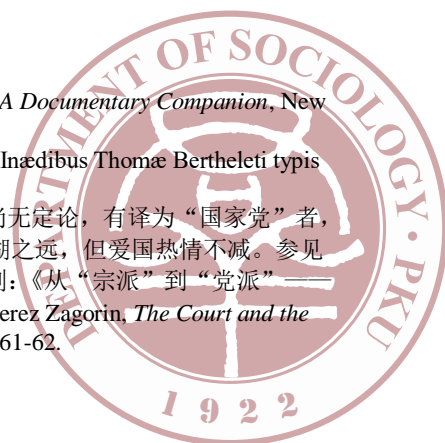 A Documentary Companion, New
Inædibus Thomæ Bertheleti typis
尚无定论，有译为“国家党”者，
湖之远，但爱国热情不减。参见
刊：《从“宗派”到“党派”——
erez Zagorin, The Court and the
61-62.
DEPARTMENT OF SOCIOLOGY · PKU
1922